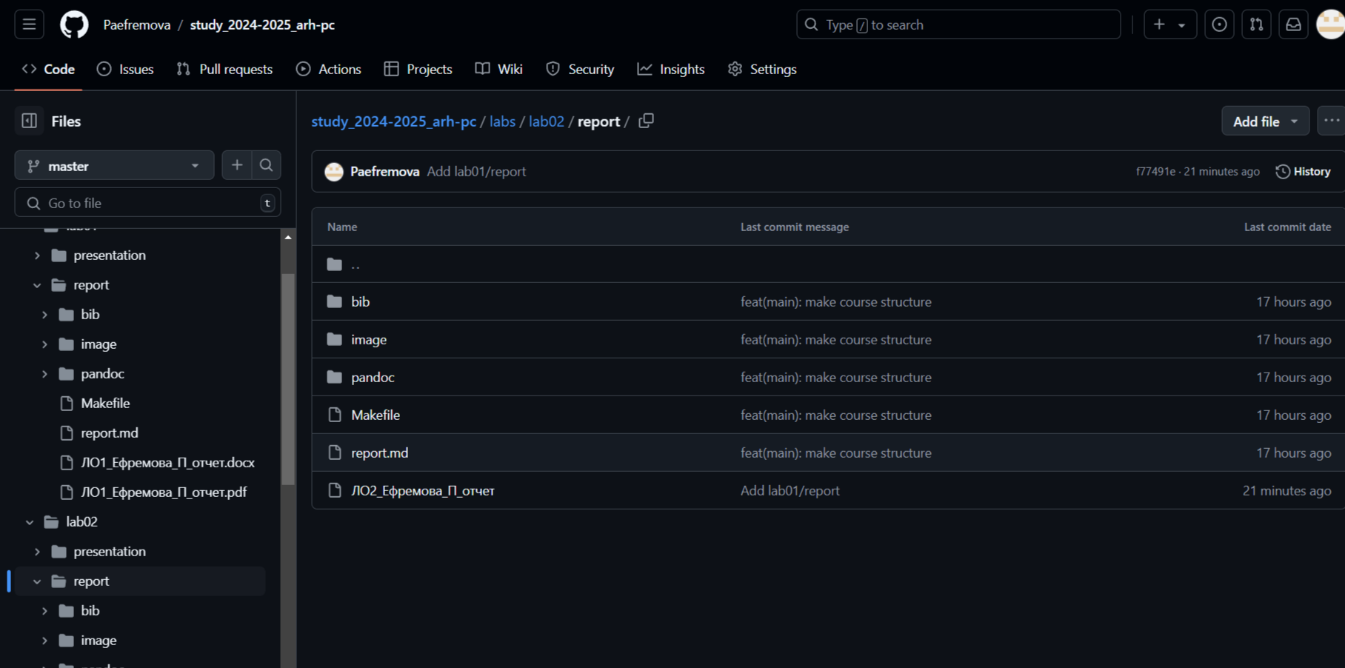 Paefremova / study_2024-2025_arh-pc
Type / to search
Code Issues Pull requests Actions Projects Wiki Security Insights Settings
Files
master
Go to file t
presentation
report
bib
image
pandoc
Makefile
report.md
ЛО1_Ефремова_П_отчет.docx
ЛО1_Ефремова_П_отчет.pdf
lab02
presentation
report
bib
image
study_2024-2025_arh-pc / labs / lab02 / report /
Add file
Paefremova Add lab01/report f77491e · 21 minutes ago History
Name Last commit message Last commit date
..
bib feat(main): make course structure 17 hours ago
image feat(main): make course structure 17 hours ago
pandoc feat(main): make course structure 17 hours ago
Makefile feat(main): make course structure 17 hours ago
report.md feat(main): make course structure 17 hours ago
ЛО2_Ефремова_П_отчет Add lab01/report 21 minutes ago